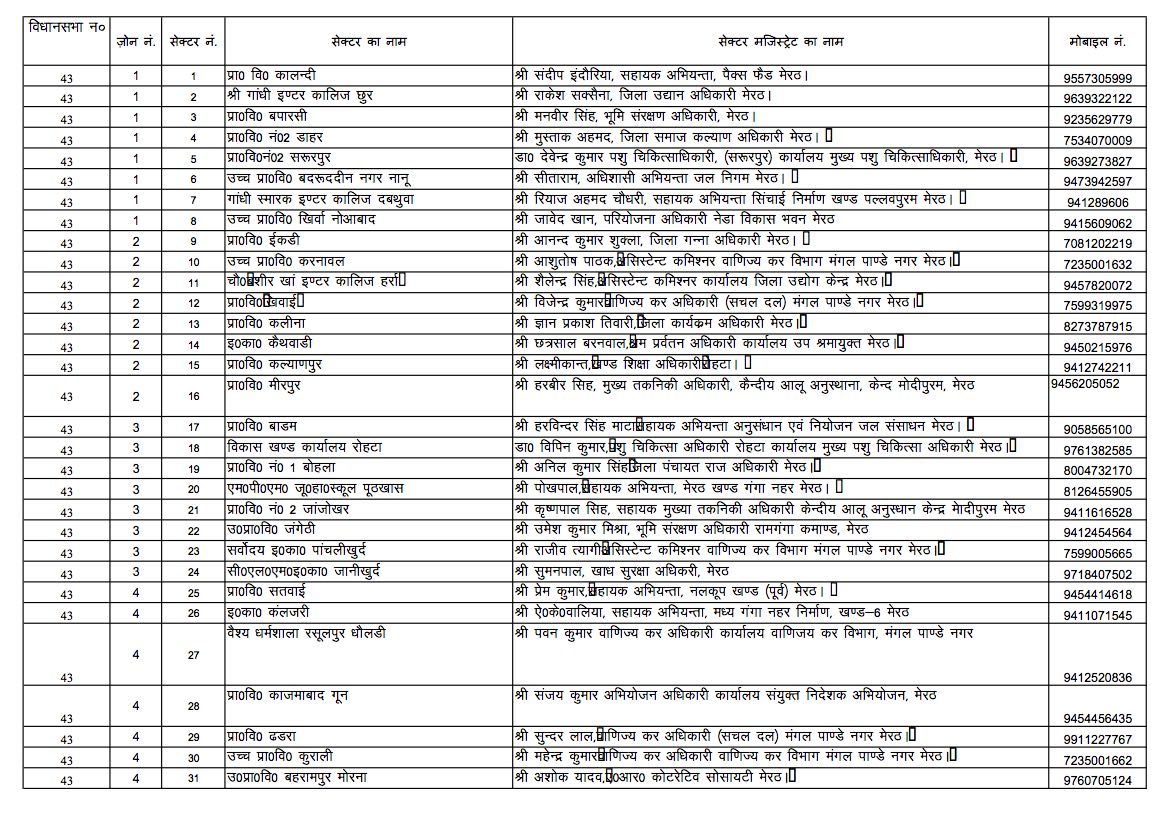 विधानसभा न० ज़ोन नं. सेक्टर नं. सेक्टर का नाम सेक्टर मजिस्ट्रेट का नाम मोबाइल नं.
43 1 1 प्रा0 वि0 कालन्दी श्री संदीप इंदौरिया, सहायक अभियन्ता, पैक्स फैड मेरठ। 9557305999
43 1 2 श्री गांधी इण्टर कालिज छुर श्री राकेश सक्सैना, जिला उद्यान अधिकारी मेरठ। 9639322122
43 1 3 प्रा0वि0 बपारसी श्री मनवीर सिंह, भूमि संरक्षण अधिकारी, मेरठ। 9235629779
43 1 4 प्रा0वि0 नं02 डाहर श्री मुस्ताक अहमद, जिला समाज कल्याण अधिकारी मेरठ। 7534070009
43 1 5 प्रा0वि0नं02 सरूरपुर डा0 देवेन्द्र कुमार पशु चिकित्साधिकारी, (सरूरपुर) कार्यालय मुख्य पशु चिकित्साधिकारी, मेरठ। 9639273827
43 1 6 उच्च प्रा0वि0 बदरूददीन नगर नानू श्री सीताराम, अधिशासी अभियन्ता जल निगम मेरठ। 9473942597
43 1 7 गांधी स्मारक इण्टर कालिज दबथुवा श्री रियाज अहमद चौधरी, सहायक अभियन्ता सिंचाई निर्माण खण्ड पल्लवपुरम मेरठ। 941289606
43 1 8 उच्च प्रा0वि0 खिर्वा नोआबाद श्री जावेद खान, परियोजना अधिकारी नेडा विकास भवन मेरठ 9415609062
43 2 9 प्रा0वि0 ईकडी श्री आनन्द कुमार शुक्ला, जिला गन्ना अधिकारी मेरठ। 7081202219
43 2 10 उच्च प्रा0वि0 करनावल श्री आशुतोष पाठक, असिस्टेन्ट कमिश्नर वाणिज्य कर विभाग मंगल पाण्डे नगर मेरठ। 7235001632
43 2 11 चौ0 बशीर खां इण्टर कालिज हर्रा श्री शैलेन्द्र सिंह, असिस्टेन्ट कमिश्नर कार्यालय जिला उद्योग केन्द्र मेरठ। 9457820072
43 2 12 प्रा0वि0 खिवाई श्री विजेन्द्र कुमार वाणिज्य कर अधिकारी (सचल दल) मंगल पाण्डे नगर मेरठ। 7599319975
43 2 13 प्रा0वि0 कलीना श्री ज्ञान प्रकाश तिवारी, जिला कार्यक्रम अधिकारी मेरठ। 8273787915
43 2 14 इ0का0 कैथवाडी श्री छत्रसाल बरनवाल, श्रम प्रर्वतन अधिकारी कार्यालय उप श्रमायुक्त मेरठ। 9450215976
43 2 15 प्रा0वि0 कल्याणपुर श्री लक्ष्मीकान्त, खण्ड शिक्षा अधिकारी रोहटा। 9412742211
43 2 16 प्रा0वि0 मीरपुर श्री हरबीर सिह, मुख्य तकनिकी अधिकारी, कैन्दीय आलू अनुस्थाना, केन्द मोदीपुरम, मेरठ 9456205052
43 3 17 प्रा0वि0 बाडम श्री हरविन्दर सिंह माटा सहायक अभियन्ता अनुसंधान एवं नियोजन जल संसाधन मेरठ। 9058565100
43 3 18 विकास खण्ड कार्यालय रोहटा डा0 विपिन कुमार, पशु चिकित्सा अधिकारी रोहटा कार्यालय मुख्य पशु चिकित्सा अधिकारी मेरठ। 9761382585
43 3 19 प्रा0वि0 नं0 1 बोहला श्री अनिल कुमार सिंह जिला पंचायत राज अधिकारी मेरठ। 8004732170
43 3 20 एम0पी0एम0 जू0हा0स्कूल पूठखास श्री पोखपाल, सहायक अभियन्ता, मेरठ खण्ड गंगा नहर मेरठ। 8126455905
43 3 21 प्रा0वि0 नं0 2 जांजोखर श्री कृष्णपाल सिंह, सहायक मुख्या तकनिकी अधिकारी केन्दीय आलू अनुस्थान केन्द्र मेादीपुरम मेरठ 9411616528
43 3 22 उ0प्रा0वि0 जंगेठी श्री उमेश कुमार मिश्रा, भूमि संरक्षण अधिकारी रामगंगा कमाण्ड, मेरठ 9412454564
43 3 23 सर्वोदय इ0का0 पांचलीखुर्द श्री राजीव त्यागी असिस्टेन्ट कमिश्नर वाणिज्य कर विभाग मंगल पाण्डे नगर मेरठ। 7599005665
43 3 24 सी0एल0एम0इ0का0 जानीखुर्द श्री सुमनपाल, खाध सुरक्षा अधिकरी, मेरठ 9718407502
43 4 25 प्रा0वि0 सतवाई श्री प्रेम कुमार, सहायक अभियन्ता, नलकूप खण्ड (पूर्व) मेरठ। 9454414618
43 4 26 इ0का0 कंलजरी श्री ऐ0के0वालिया, सहायक अभियन्ता, मध्य गंगा नहर निर्माण, खण्ड–6 मेरठ 9411071545
43 4 27 वैश्य धर्मशाला रसूलपुर धौलडी श्री पवन कुमार वाणिज्य कर अधिकारी कार्यालय वाणिजय कर विभाग, मंगल पाण्डे नगर 9412520836
43 4 28 प्रा0वि0 काजमाबाद गून श्री संजय कुमार अभियोजन अधिकारी कार्यालय संयुक्त निदेशक अभियोजन, मेरठ 9454456435
43 4 29 प्रा0वि0 ढडरा श्री सुन्दर लाल, वाणिज्य कर अधिकारी (सचल दल) मंगल पाण्डे नगर मेरठ। 9911227767
43 4 30 उच्च प्रा0वि0 कुराली श्री महेन्द्र कुमार वाणिज्य कर अधिकारी वाणिज्य कर विभाग मंगल पाण्डे नगर मेरठ। 7235001662
43 4 31 उ0प्रा0वि0 बहरामपुर मोरना श्री अशोक यादव, कोटरेटिव सोसायटी मेरठ। 9760705124